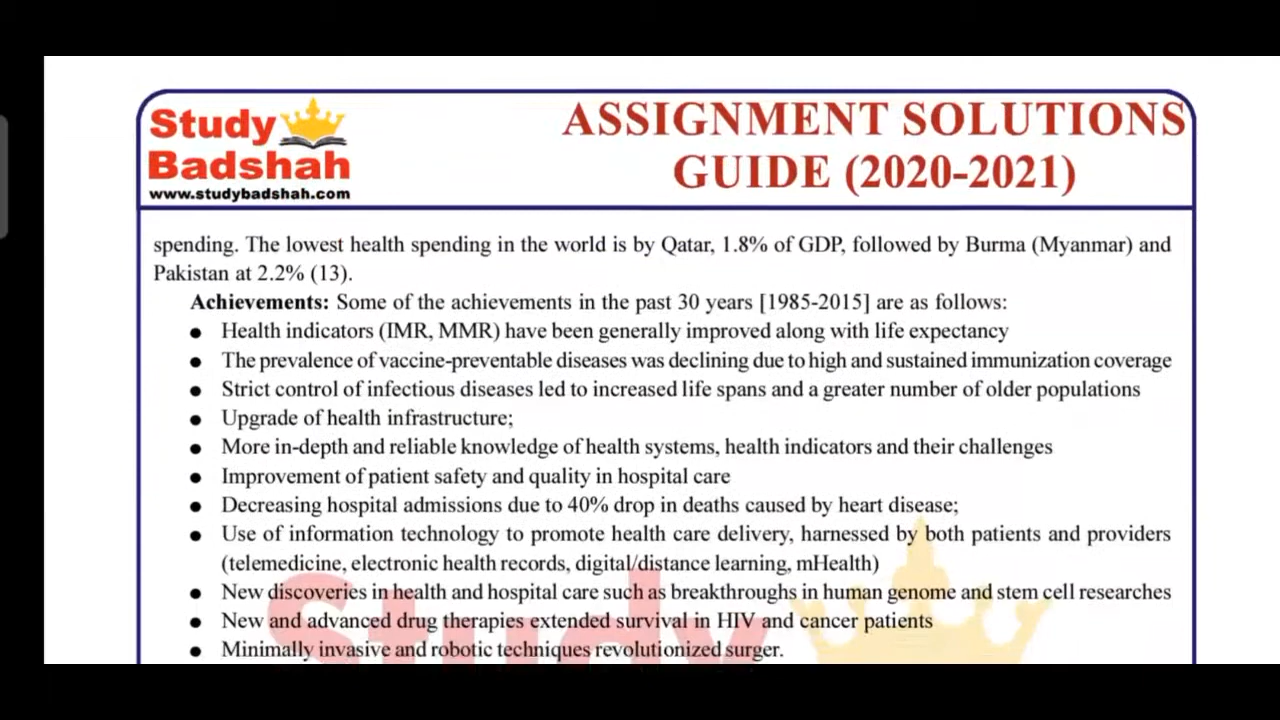 Study
Badshah
www.studybadshah.com
ASSIGNMENT SOLUTIONS
GUIDE (2020-2021)
spending. The lowest health spending in the world is by Qatar, 1.8% of GDP, followed by Burma (Myanmar) and
Pakistan at 2.2% (13).
Achievements: Some of the achievements in the past 30 years [1985-2015] are as follows:
● Health indicators (IMR, MMR) have been generally improved along with life expectancy
● The prevalence of vaccine-preventable diseases was declining due to high and sustained immunization coverage
● Strict control of infectious diseases led to increased life spans and a greater number of older populations
● Upgrade of health infrastructure;
● More in-depth and reliable knowledge of health systems, health indicators and their challenges
● Improvement of patient safety and quality in hospital care
● Decreasing hospital admissions due to 40% drop in deaths caused by heart disease;
● Use of information technology to promote health care delivery, harnessed by both patients and providers
(telemedicine, electronic health records, digital/distance learning, mHealth)
● New discoveries in health and hospital care such as breakthroughs in human genome and stem cell researches
● New and advanced drug therapies extended survival in HIV and cancer patients
● Minimally invasive and robotic techniques revolutionized surger.
Study